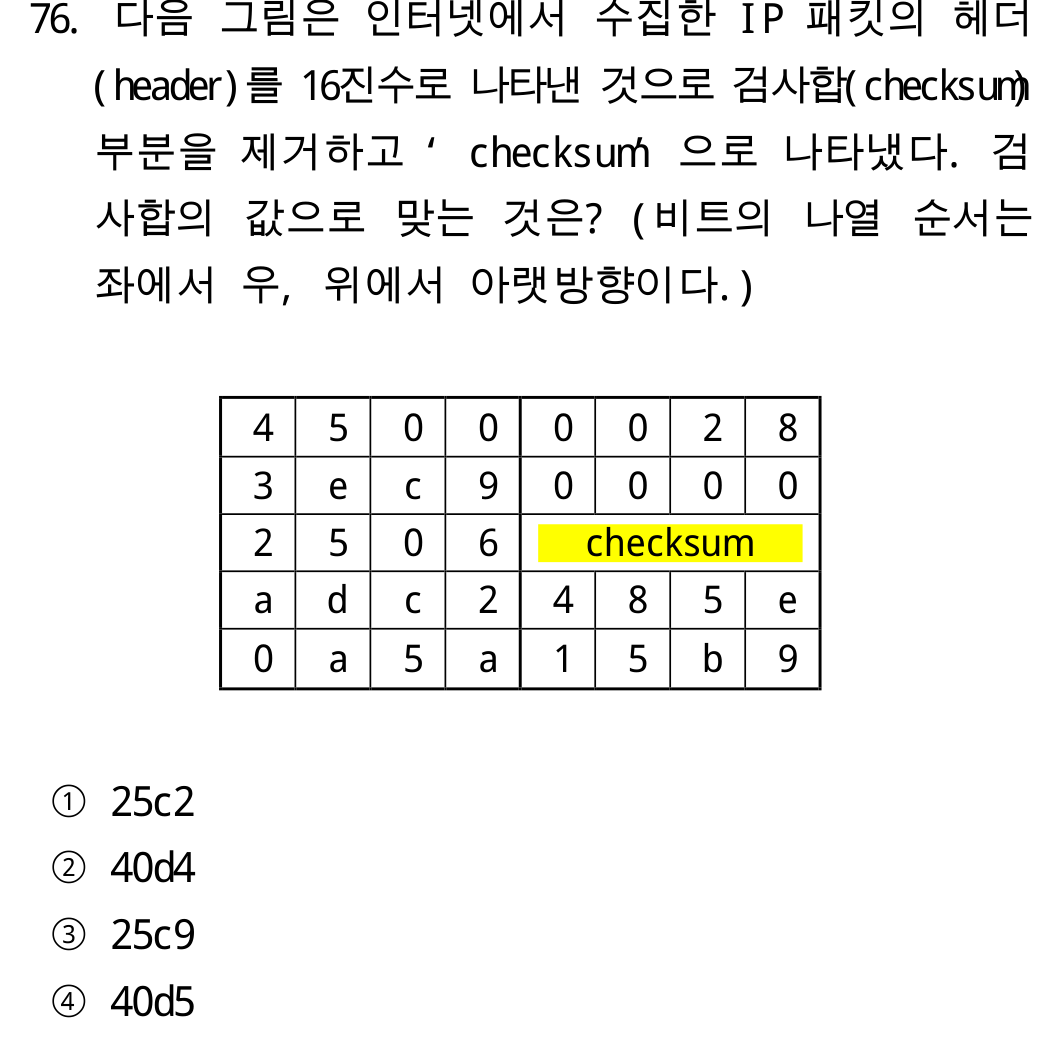 76. 다음 그림은 인터넷에서 수집한 IP 패킷의 헤더
(header)를 16진수로 나타낸 것으로 검사합(checksum)
부분을 제거하고 ‘ checksum’ 으로 나타냈다. 검
사합의 값으로 맞는 것은? (비트의 나열 순서는
좌에서 우, 위에서 아랫방향이다.)
4 5 0 0 0 0 2 8
3 e c 9 0 0 0 0
2 5 0 6 checksum
a d c 2 4 8 5 e
0 a 5 a 1 5 b 9
① 25c2
② 40d4
③ 25c9
④ 40d5